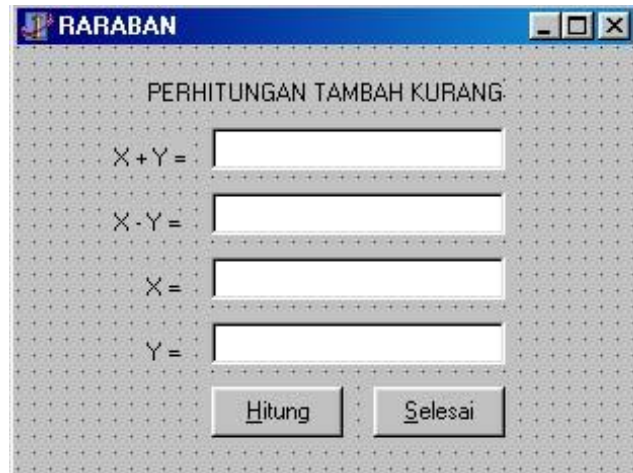 RARABAN
PERHITUNGAN TAMBAH KURANG
X + Y =
X - Y =
X =
Y =
Hitung Selesai